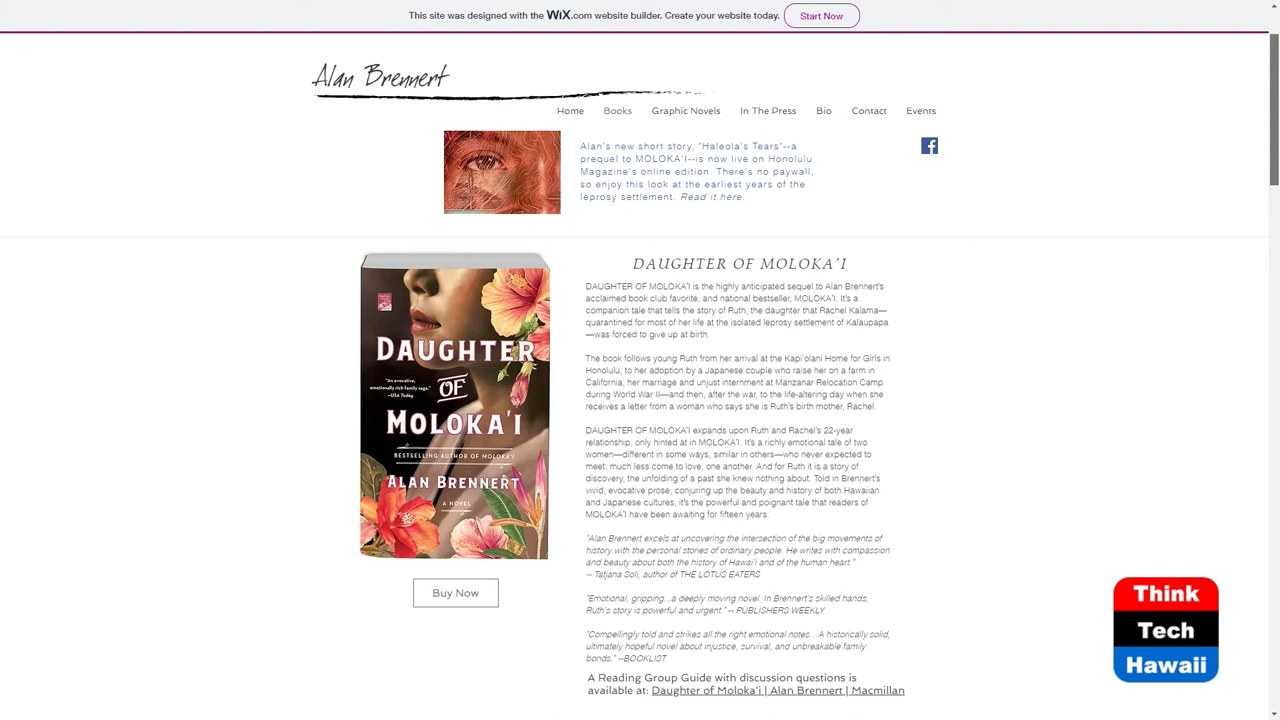 This site was designed with the WiX.com website builder. Create your website today.
Start Now
Alan Brennert
Home Books Graphic Novels In The Press Bio Contact Events
Alan's new short story, "Haleola's Tears"--a
prequel to MOLOKA'I--is now live on Honolulu
Magazine's online edition. There's no paywall,
so enjoy this look at the earliest years of the
leprosy settlement. Read it here.
DAUGHTER OF MOLOKA'I
DAUGHTER OF MOLOKA'I is the highly anticipated sequel to Alan Brennert's
acclaimed book club favorite, and national bestseller, MOLOKA'I. It's a
companion tale that tells the story of Ruth, the daughter that Rachel Kalama—
quarantined for most of her life at the isolated leprosy settlement of Kalaupapa
—was forced to give up at birth.
The book follows young Ruth from her arrival at the Kapi'olani Home for Girls in
Honolulu, to her adoption by a Japanese couple who raise her on a farm in
California, her marriage and unjust internment at Manzanar Relocation Camp
during World War II—and then, after the war, to the life-altering day when she
receives a letter from a woman who says she is Ruth's birth mother, Rachel.
DAUGHTER OF MOLOKA'I expands upon Ruth and Rachel's 22-year
relationship, only hinted at in MOLOKA'I. It's a richly emotional tale of two
women—different in some ways, similar in others—who never expected to
meet, much less come to love, one another. And for Ruth it is a story of
discovery, the unfolding of a past she knew nothing about. Told in Brennert's
vivid, evocative prose, conjuring up the beauty and history of both Hawaiian
and Japanese cultures, it's the powerful and poignant tale that readers of
MOLOKA'I have been awaiting for fifteen years.
"Alan Brennert excels at uncovering the intersection of the big movements of
history with the personal stories of ordinary people. He writes with compassion
and beauty about both the history of Hawai'i and of the human heart."
-- Tatjana Soli, author of THE LOTUS EATERS
"Emotional, gripping...a deeply moving novel. In Brennert's skilled hands,
Ruth's story is powerful and urgent." -- PUBLISHERS WEEKLY
"Compellingly told and strikes all the right emotional notes…A historically solid,
ultimately hopeful novel about injustice, survival, and unbreakable family
bonds." --BOOKLIST
A Reading Group Guide with discussion questions is
available at: Daughter of Moloka'i | Alan Brennert | Macmillan
DAUGHTER
"An evocative,
emotionally rich family saga."
—USA Today
OF
MOLOKA'I
BESTSELLING AUTHOR OF MOLOKA'I
ALAN BRENNERT
A NOVEL
Buy Now
Think
Tech
Hawaii